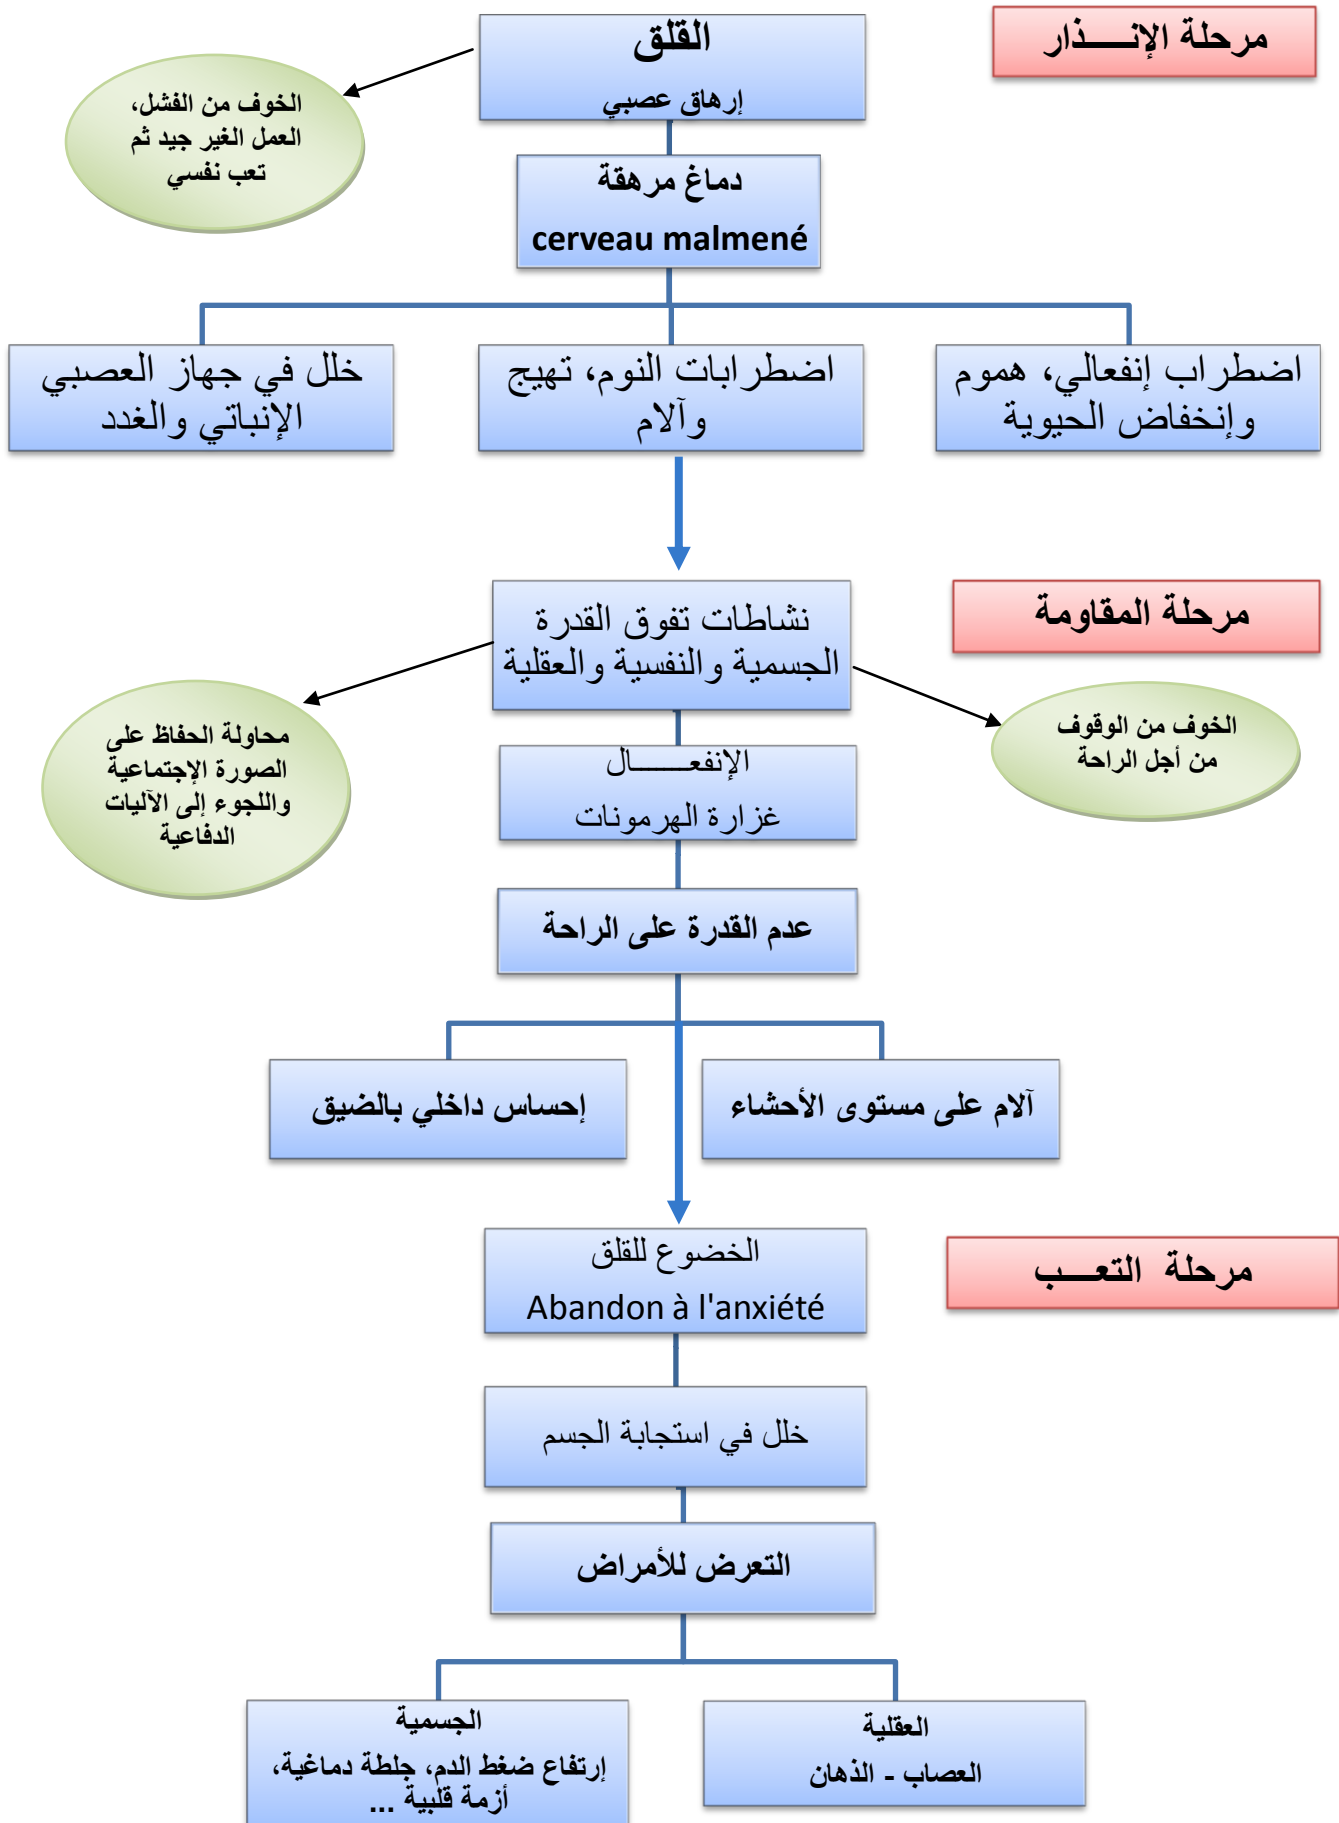 مرحلة الإنـــــذار
القلق
إرهاق عصبي
الخوف من الفشل،
العمل الغير جيد ثم
تعب نفسي
دماغ مرهقة
cerveau malmené
اضطراب إنفعالي، هموم
وإنخفاض الحيوية
اضطرابات النوم، تهيج
وآلام
خلل في جهاز العصبي
الإنباتي والغدد
مرحلة المقاومة
نشاطات تفوق القدرة
الجسمية والنفسية والعقلية
الخوف من الوقوف
من أجل الراحة
محاولة الحفاظ على
الصورة الإجتماعية
واللجوء إلى الآليات
الدفاعية
الإنفعـــــــال
غزارة الهرمونات
عدم القدرة على الراحة
آلام على مستوى الأحشاء
إحساس داخلي بالضيق
مرحلة التعـــب
الخضوع للقلق
Abandon à l'anxiété
خلل في استجابة الجسم
التعرض للأمراض
العقلية
العصاب - الذهان
الجسمية
إرتفاع ضغط الدم، جلطة دماغية،
أزمة قلبية ...